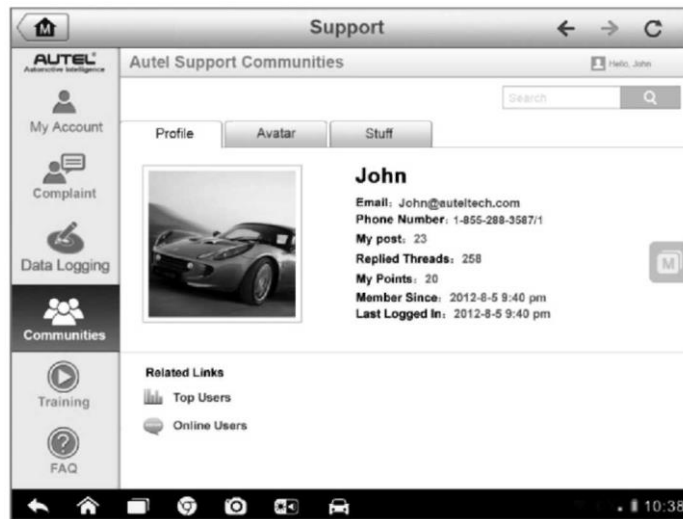 M
Support
AUTEL
Automotive Intelligence
Autel Support Communities
Hello, John
Search
My Account
Profile
Avatar
Stuff
Complaint
John
Email: John@auteltech.com
Phone Number: 1-855-288-3587/1
My post: 23
Replied Threads: 258
My Points: 20
Member Since: 2012-8-5 9:40 pm
Last Logged In: 2012-8-5 9:40 pm
Data Logging
M
Communities
Related Links
Top Users
Online Users
Training
FAQ
10:38